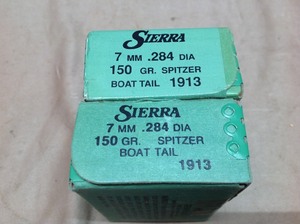 SIERRA
7 MM .284 DIA
150 GR. SPITZER
BOAT TAIL 1913
SIERRA
7 MM .284 DIA
150 GR. SPITZER
BOAT TAIL
1913